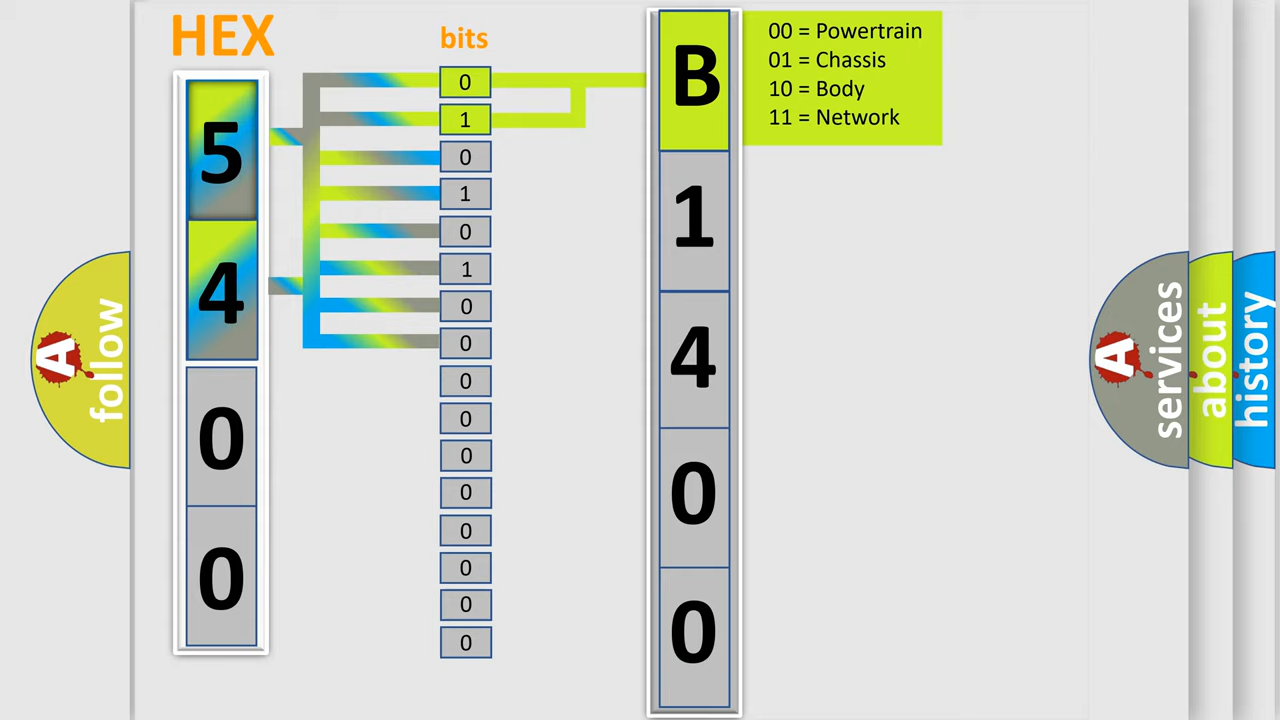 HEX
bits
5
4
0
0
0
1
0
1
0
1
0
0
0
0
0
0
0
0
0
0
B
1
4
0
0
00 = Powertrain
01 = Chassis
10 = Body
11 = Network
A follow
A services
about
history